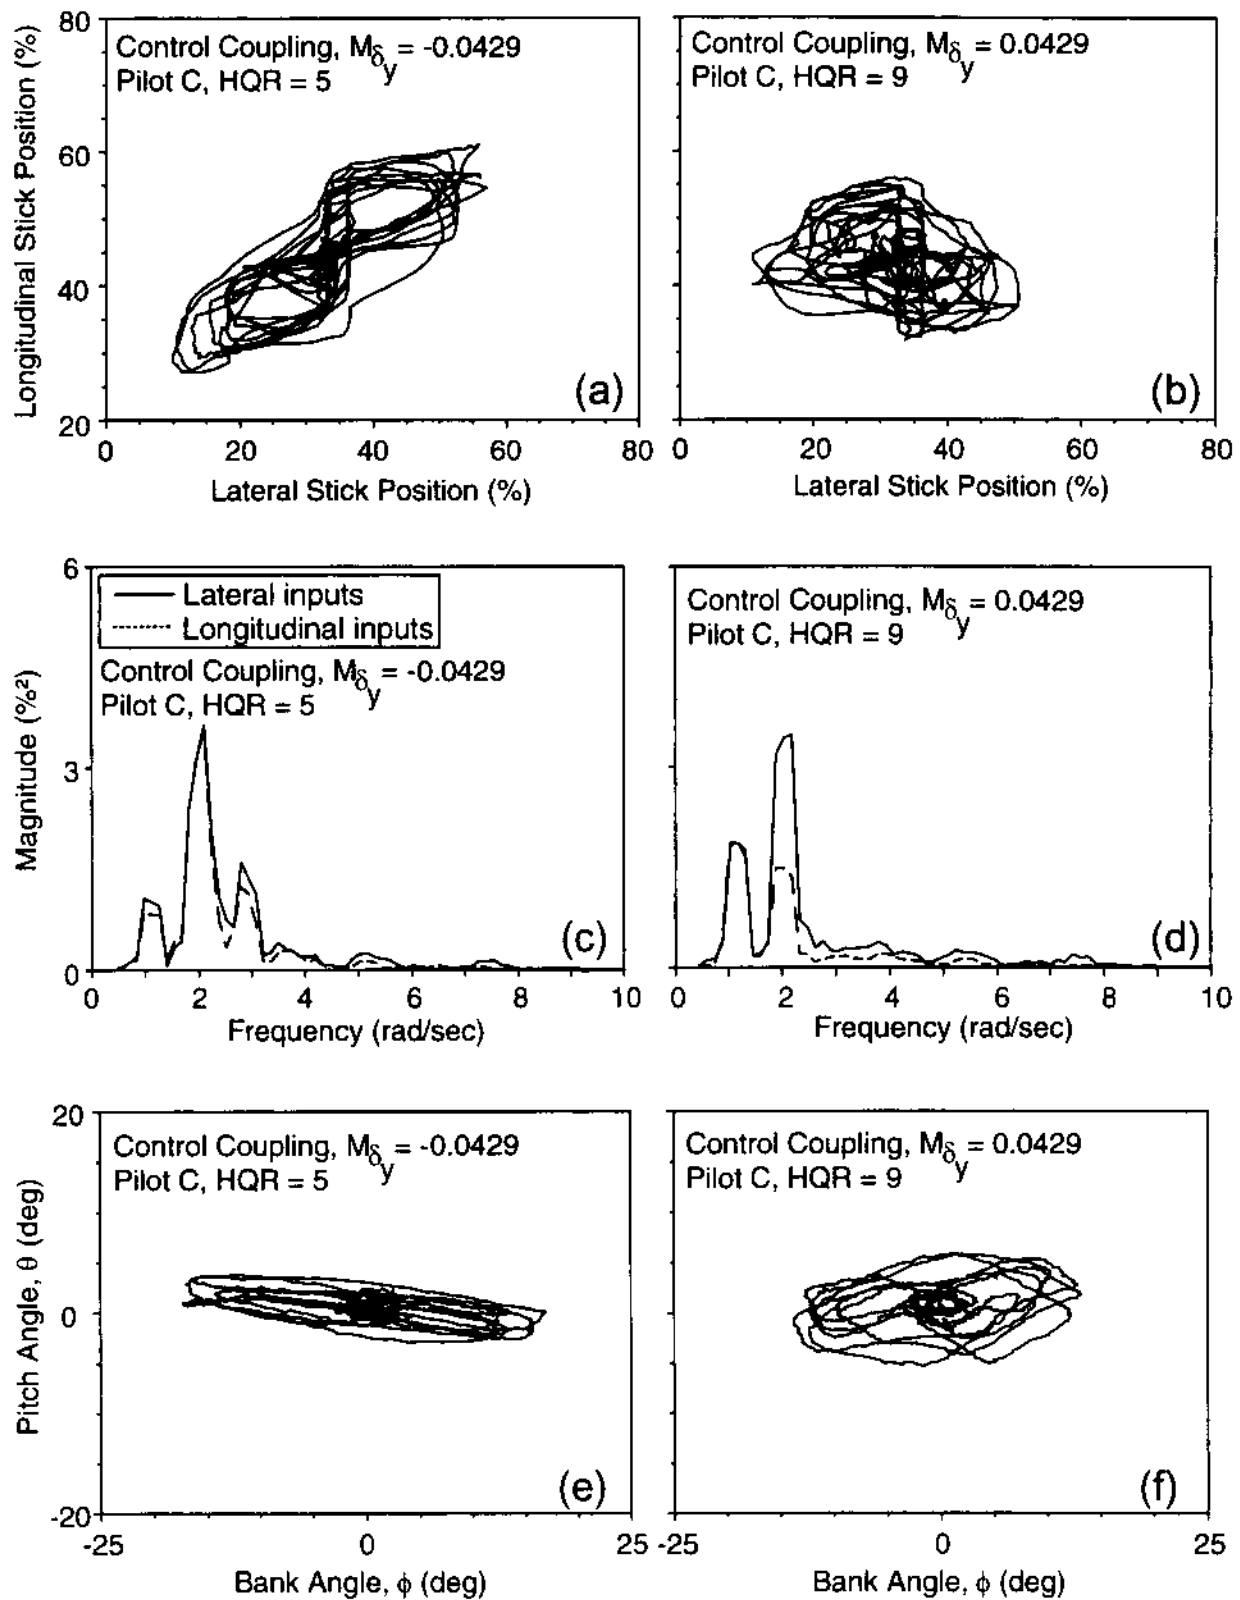 80
60
40
20
Longitudinal Stick Position (%)
Control Coupling, Mδy = -0.0429
Pilot C, HQR = 5
(a)
0 20 40 60 80
Lateral Stick Position (%)
Control Coupling, Mδy = 0.0429
Pilot C, HQR = 9
(b)
0 20 40 60 80
Lateral Stick Position (%)
6
3
0
Magnitude (%²)
Lateral inputs
Longitudinal inputs
Control Coupling, Mδy = -0.0429
Pilot C, HQR = 5
(c)
0 2 4 6 8 10
Frequency (rad/sec)
Control Coupling, Mδy = 0.0429
Pilot C, HQR = 9
(d)
0 2 4 6 8 10
Frequency (rad/sec)
20
0
-20
Pitch Angle, θ (deg)
Control Coupling, Mδy = -0.0429
Pilot C, HQR = 5
(e)
-25 0 25
Bank Angle, ϕ (deg)
Control Coupling, Mδy = 0.0429
Pilot C, HQR = 9
(f)
-25 0 25
Bank Angle, ϕ (deg)